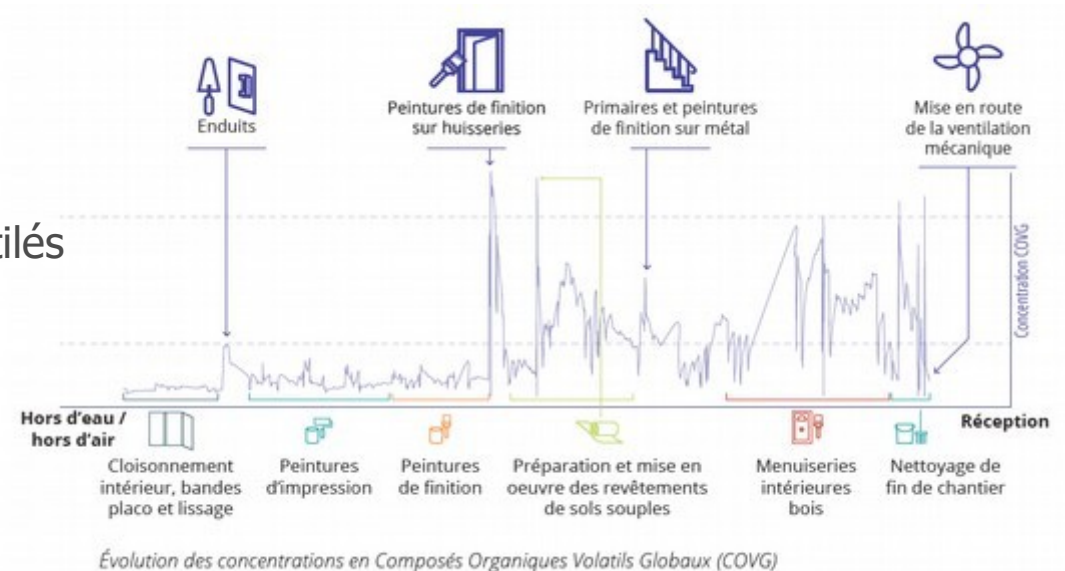 Enduits
Peintures de finition
sur huisseries
Primaires et peintures
de finition sur métal
Mise en route
de la ventilation
mécanique
tilés
Concentration COVG
Hors d'eau /
hors d'air
Réception
Cloisonnement
intérieur, bandes
placo et lissage
Peintures
d'impression
Peintures
de finition
Préparation et mise en
oeuvre des revêtements
de sols souples
Menuiseries
intérieures
bois
Nettoyage de
fin de chantier
Évolution des concentrations en Composés Organiques Volatils Globaux (COVG)